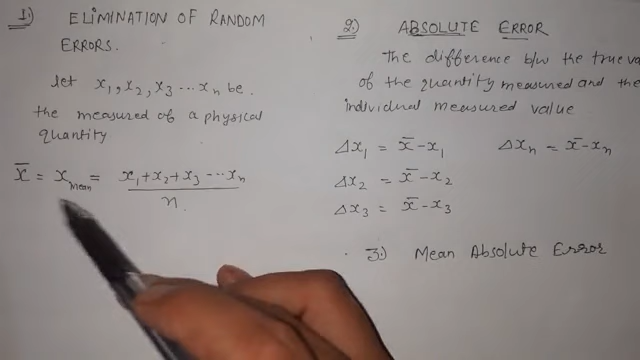 1.) ELIMINATION OF RANDOM
ERRORS.
let x₁, x₂, x₃ ... xₙ be.
the measured of a physical
quantity
x̄ = x_mean = (x₁+x₂+x₃ ... xₙ)/n.
2.) ABSOLUTE ERROR
The difference b/w the true va
of the quantity measured and the
individual measured value
Δx₁ = x̄ - x₁ Δxₙ = x̄ - xₙ
Δx₂ = x̄ - x₂
Δx₃ = x̄ - x₃
3.) Mean Absolute Error